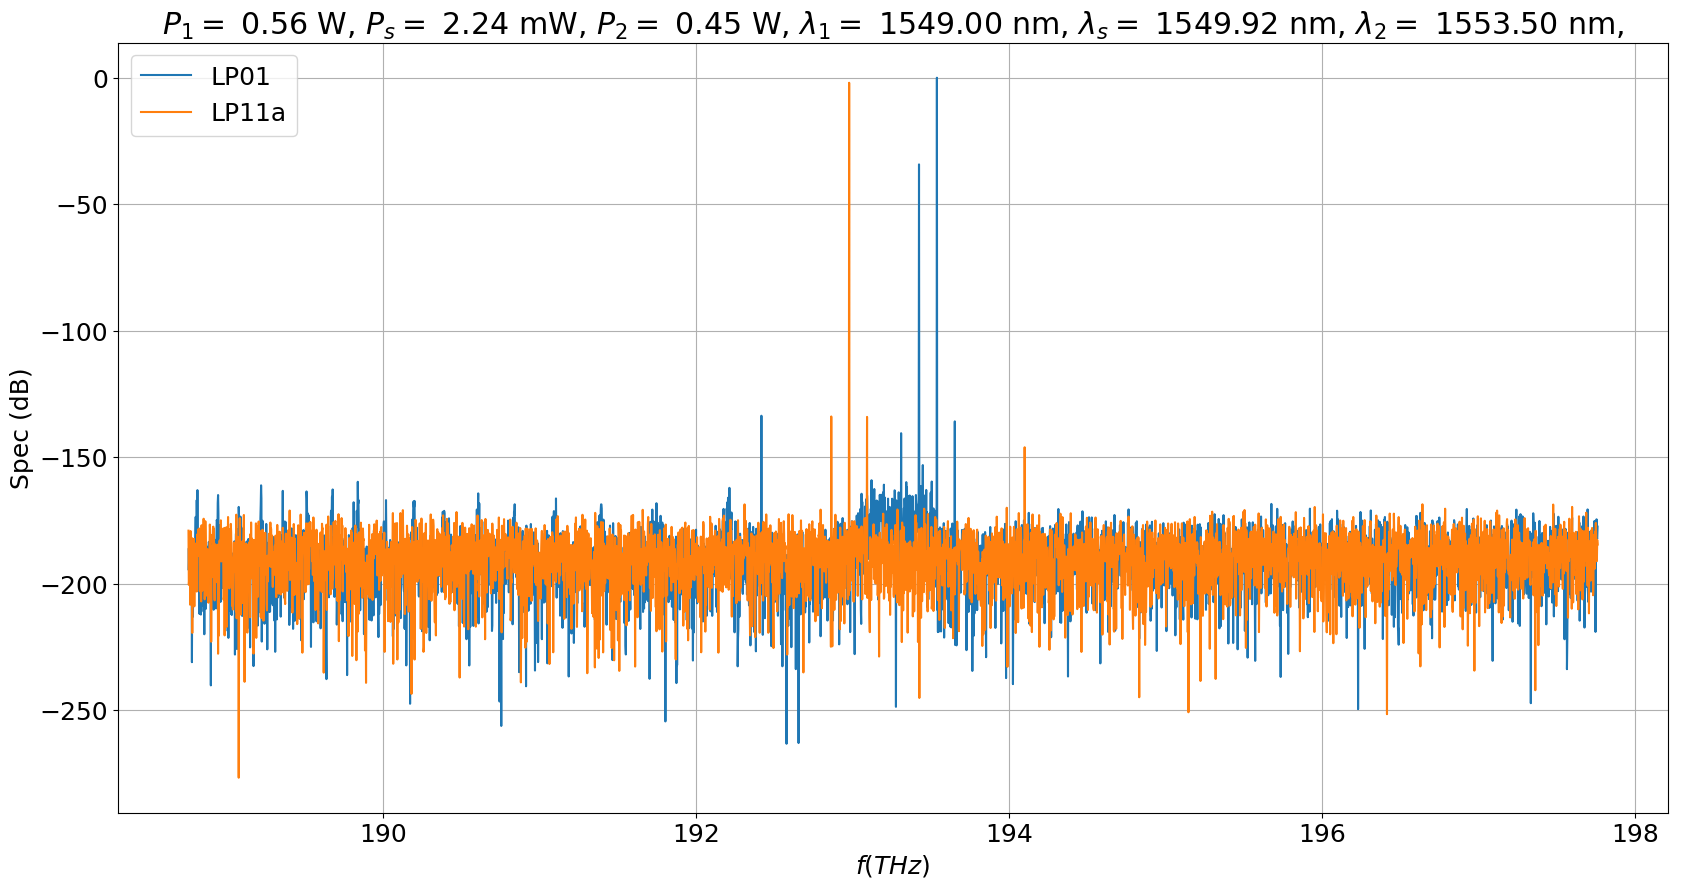 P₁ = 0.56 W, Pₛ = 2.24 mW, P₂ = 0.45 W, λ₁ = 1549.00 nm, λₛ = 1549.92 nm, λ₂ = 1553.50 nm,
LP01
LP11a
0
−50
−100
−150
−200
−250
Spec (dB)
190 192 194 196 198
f(THz)